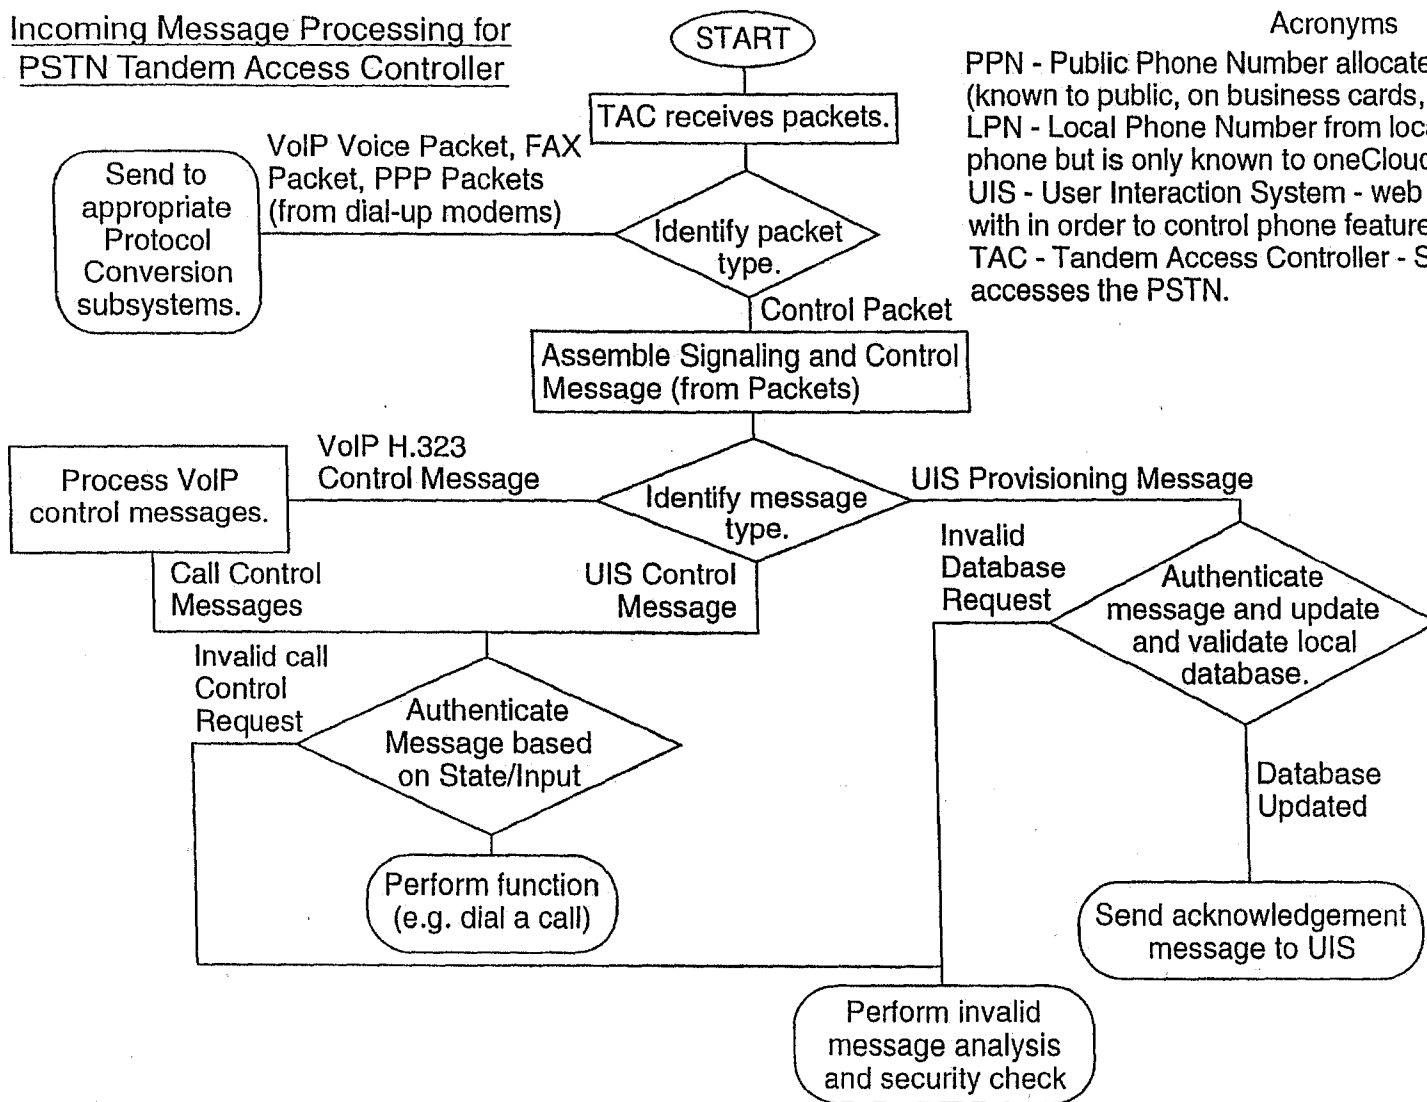 Incoming Message Processing for
PSTN Tandem Access Controller
START
Acronyms
PPN - Public Phone Number allocate
(known to public, on business cards,
LPN - Local Phone Number from loc
phone but is only known to oneCloud
UIS - User Interaction System - web
with in order to control phone feature
TAC - Tandem Access Controller - S
accesses the PSTN.
TAC receives packets.
VoIP Voice Packet, FAX
Packet, PPP Packets
(from dial-up modems)
Send to
appropriate
Protocol
Conversion
subsystems.
Identify packet
type.
Control Packet
Assemble Signaling and Control
Message (from Packets)
VoIP H.323
Control Message
Process VoIP
control messages.
Identify message
type.
UIS Provisioning Message
Call Control
Messages
UIS Control
Message
Invalid
Database
Request
Authenticate
message and update
and validate local
database.
Invalid call
Control
Request
Authenticate
Message based
on State/Input
Database
Updated
Perform function
(e.g. dial a call)
Send acknowledgement
message to UIS
Perform invalid
message analysis
and security check